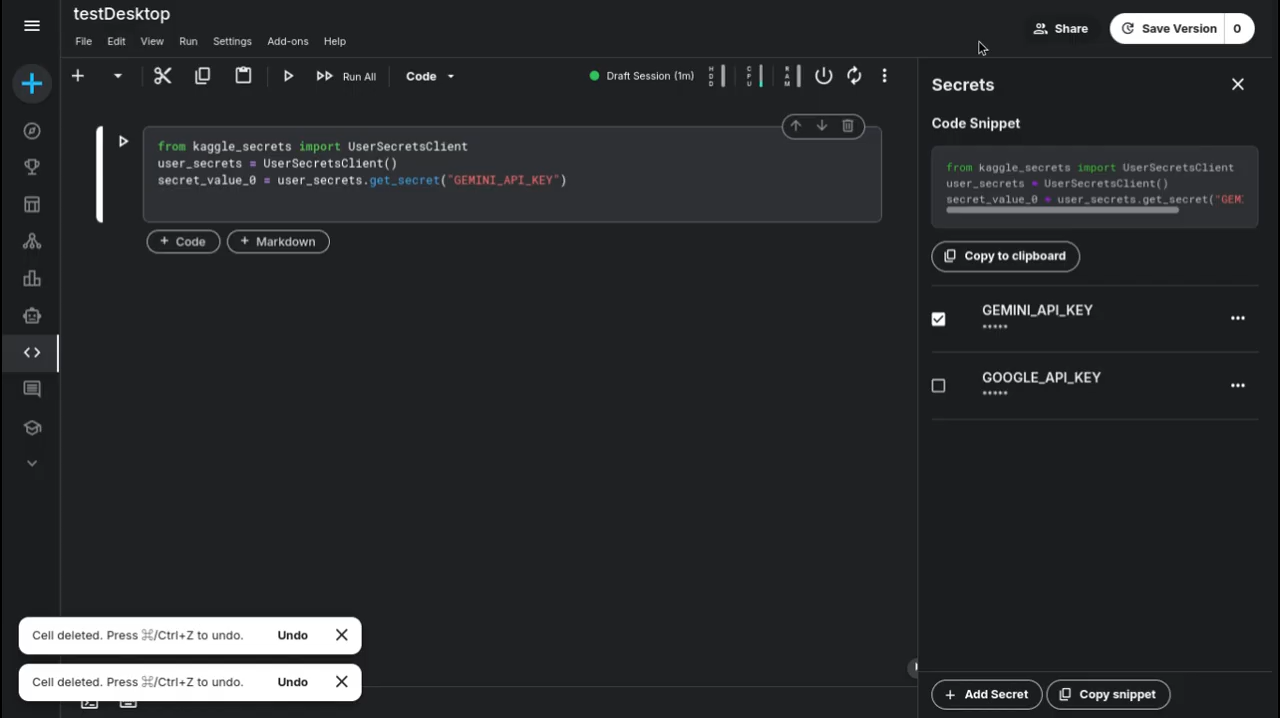 testDesktop
File Edit View Run Settings Add-ons Help
Share
Save Version 0
Run All
Code
Draft Session (1m)
HDD
CPU
RAM
from kaggle_secrets import UserSecretsClient
user_secrets = UserSecretsClient()
secret_value_0 = user_secrets.get_secret("GEMINI_API_KEY")
+ Code + Markdown
Secrets
Code Snippet
from kaggle_secrets import UserSecretsClient
user_secrets = UserSecretsClient()
secret_value_0 = user_secrets.get_secret("GEM
Copy to clipboard
GEMINI_API_KEY
*****
GOOGLE_API_KEY
*****
+ Add Secret
Copy snippet
Cell deleted. Press ⌘/Ctrl+Z to undo. Undo
Cell deleted. Press ⌘/Ctrl+Z to undo. Undo